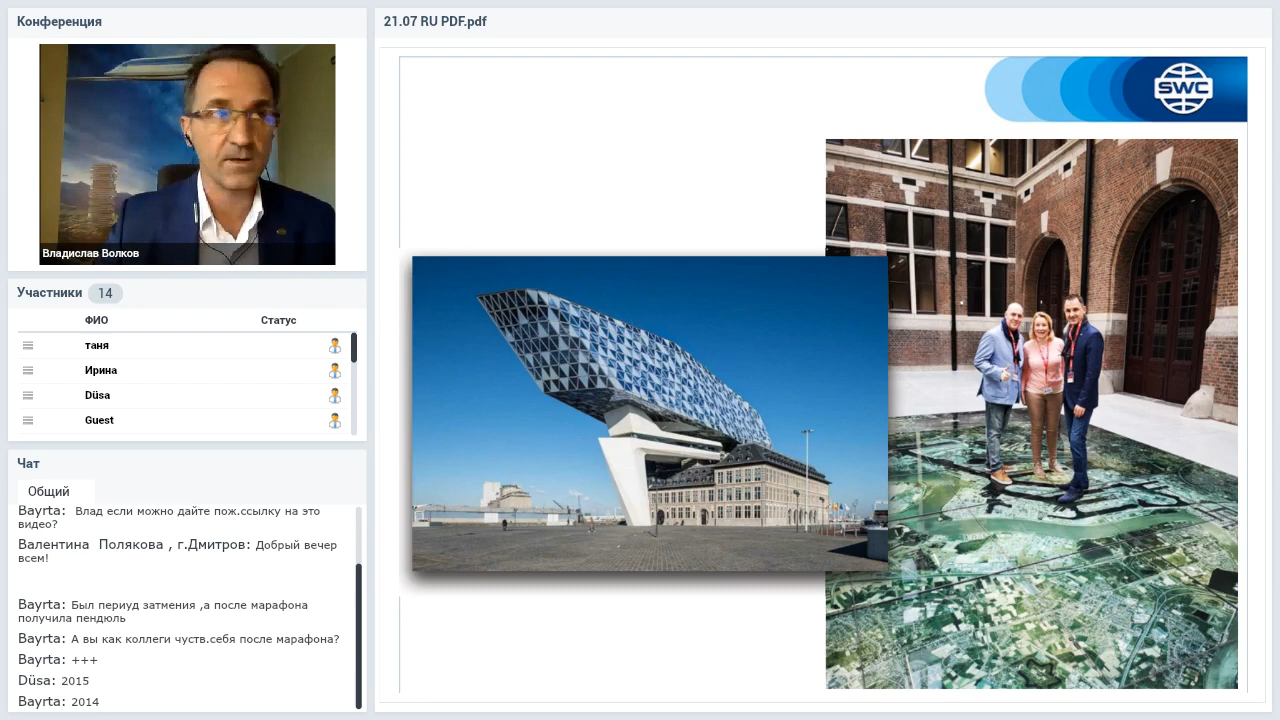 Конференция
Владислав Волков
Участники 14
ФИО Статус
таня
Ирина
Düsa
Guest
Чат
Общий
Bayrta: Влад если можно дайте пож.ссылку на это
видео?
Валентина Полякова , г.Дмитров: Добрый вечер
всем!
Bayrta: Был периуд затмения ,а после марафона
получила пендюль
Bayrta: А вы как коллеги чуств.себя после марафона?
Bayrta: +++
Düsa: 2015
Bayrta: 2014
21.07 RU PDF.pdf
SWC